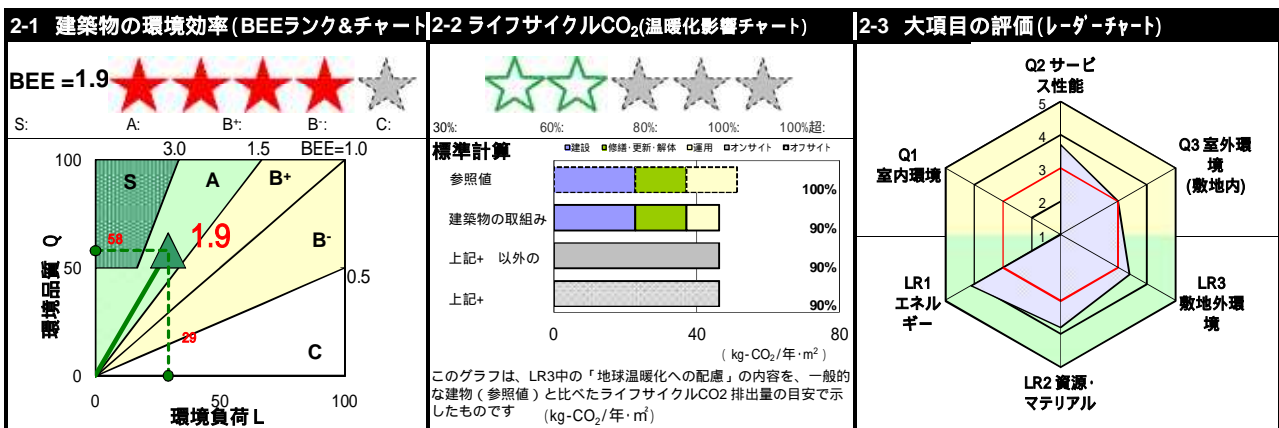 2-1 建築物の環境効率(BEEランク&チャート
BEE =1.9
S: A: B+: B-: C:
3.0 1.5 BEE=1.0
100
S
A
B+
B-
C
58
1.9
50
0.5
29
0
環境品質 Q
0 50 100
環境負荷 L
2-2 ライフサイクルCO2(温暖化影響チャート)
30%: 60%: 80%: 100%: 100%超:
標準計算
建設 修繕・更新・解体 運用 オンサイト オフサイト
参照値 100%
建築物の取組み 90%
上記+ 以外の 90%
上記+ 90%
0 40 80
( kg-CO2/年・m2 )
このグラフは、LR3中の「地球温暖化への配慮」の内容を、一般的
な建物（参照値）と比べたライフサイクルCO2 排出量の目安で示
したものです (kg-CO2/年・㎡)
2-3 大項目の評価(レーダーチャート)
Q2 サービ
ス性能
5
4
3
2
1
Q1
室内環境
Q3 室外環
境
(敷地内)
LR1
エネル
ギー
LR3
敷地外環
境
LR2 資源・
マテリアル